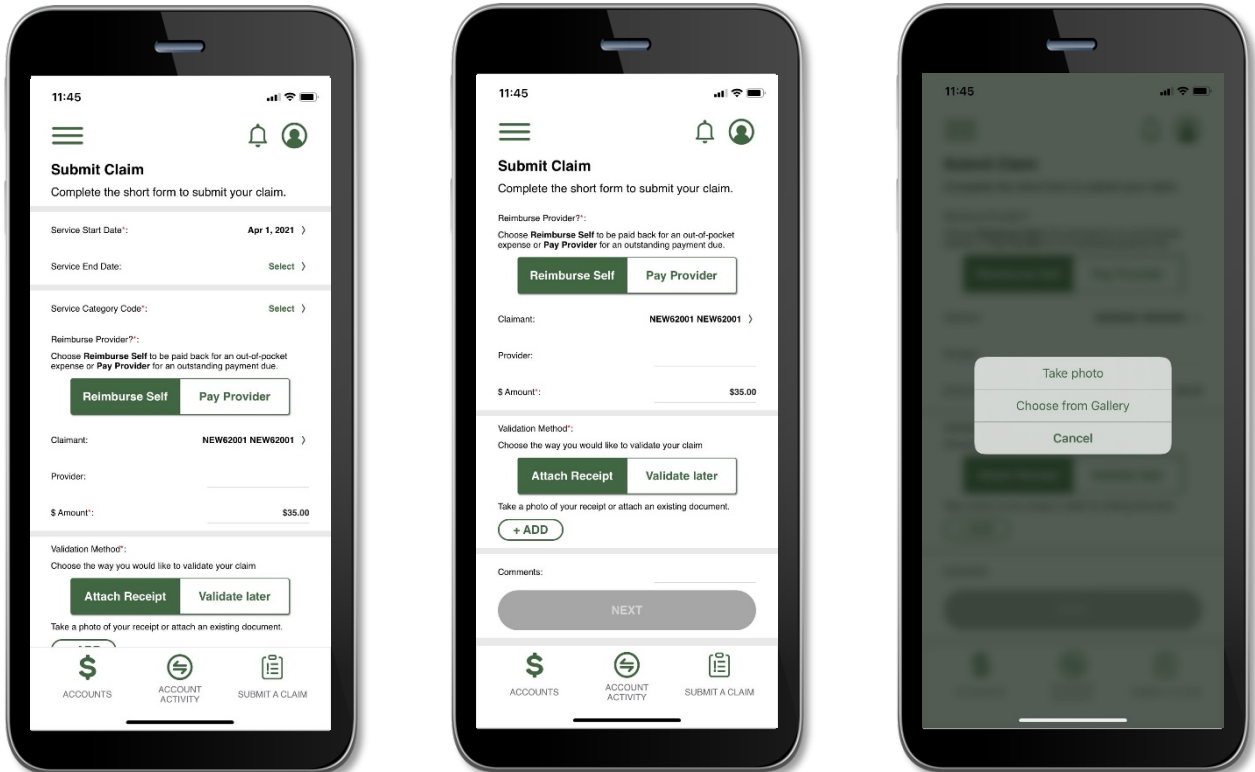 11:45
Submit Claim
Complete the short form to submit your claim.
Service Start Date*: Apr 1, 2021 〉
Service End Date: Select 〉
Service Category Code*: Select 〉
Reimburse Provider?*:
Choose Reimburse Self to be paid back for an out-of-pocket
expense or Pay Provider for an outstanding payment due.
Reimburse Self Pay Provider
Claimant: NEW62001 NEW62001 〉
Provider:
$ Amount*: $35.00
Validation Method*:
Choose the way you would like to validate your claim
Attach Receipt Validate later
Take a photo of your receipt or attach an existing document.
ACCOUNTS
ACCOUNT
ACTIVITY
SUBMIT A CLAIM
11:45
Submit Claim
Complete the short form to submit your claim.
Reimburse Provider?*:
Choose Reimburse Self to be paid back for an out-of-pocket
expense or Pay Provider for an outstanding payment due.
Reimburse Self Pay Provider
Claimant: NEW62001 NEW62001 〉
Provider:
$ Amount*: $35.00
Validation Method*:
Choose the way you would like to validate your claim
Attach Receipt Validate later
Take a photo of your receipt or attach an existing document.
+ ADD
Comments:
NEXT
ACCOUNTS
ACCOUNT
ACTIVITY
SUBMIT A CLAIM
11:45
Take photo
Choose from Gallery
Cancel